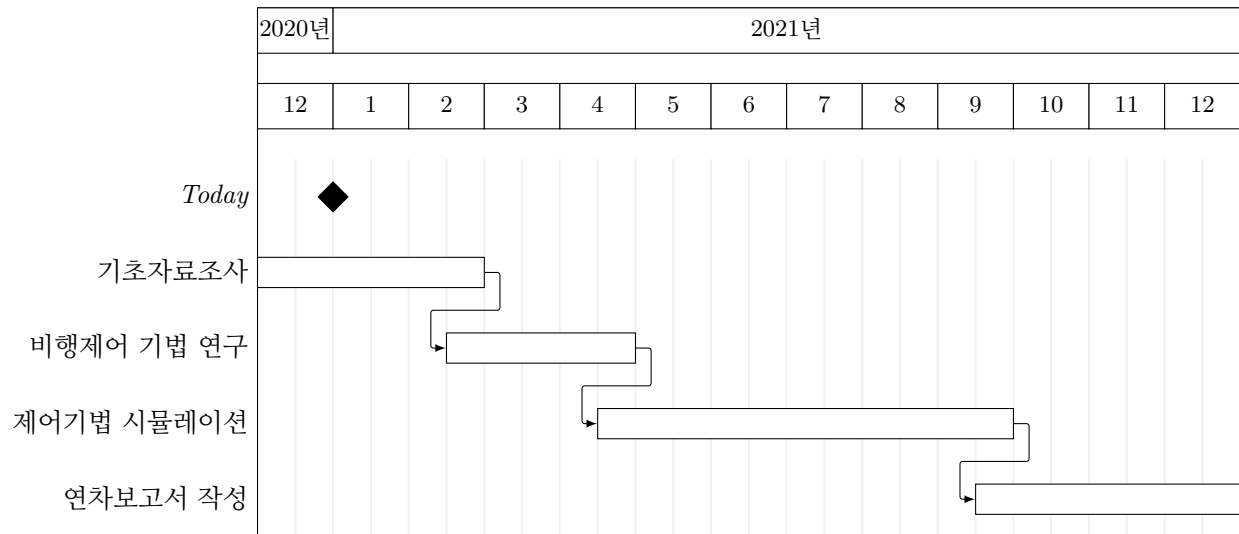 2020년 2021년
12 1 2 3 4 5 6 7 8 9 10 11 12
Today
기초자료조사
비행제어 기법 연구
제어기법 시뮬레이션
연차보고서 작성